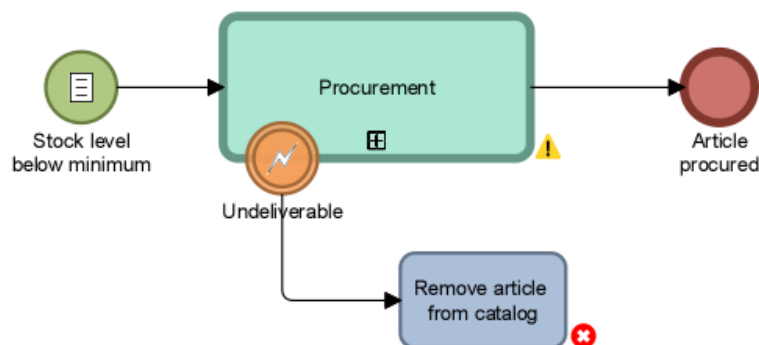 Procurement
Stock level
below minimum
Article
procured
Undeliverable
Remove article
from catalog